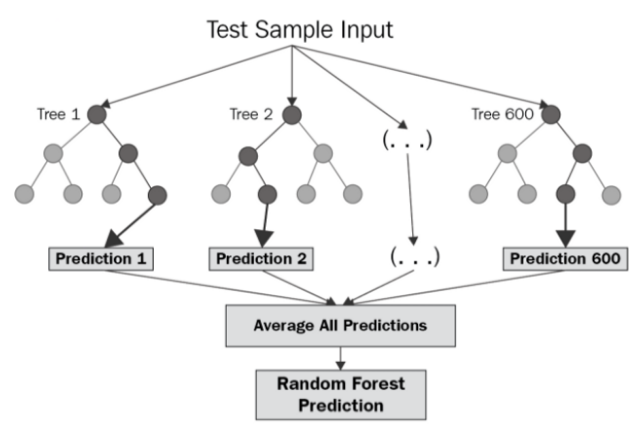 Test Sample Input
Tree 1
Tree 2
(. . .)
Tree 600
Prediction 1
Prediction 2
(. . .)
Prediction 600
Average All Predictions
Random Forest
Prediction